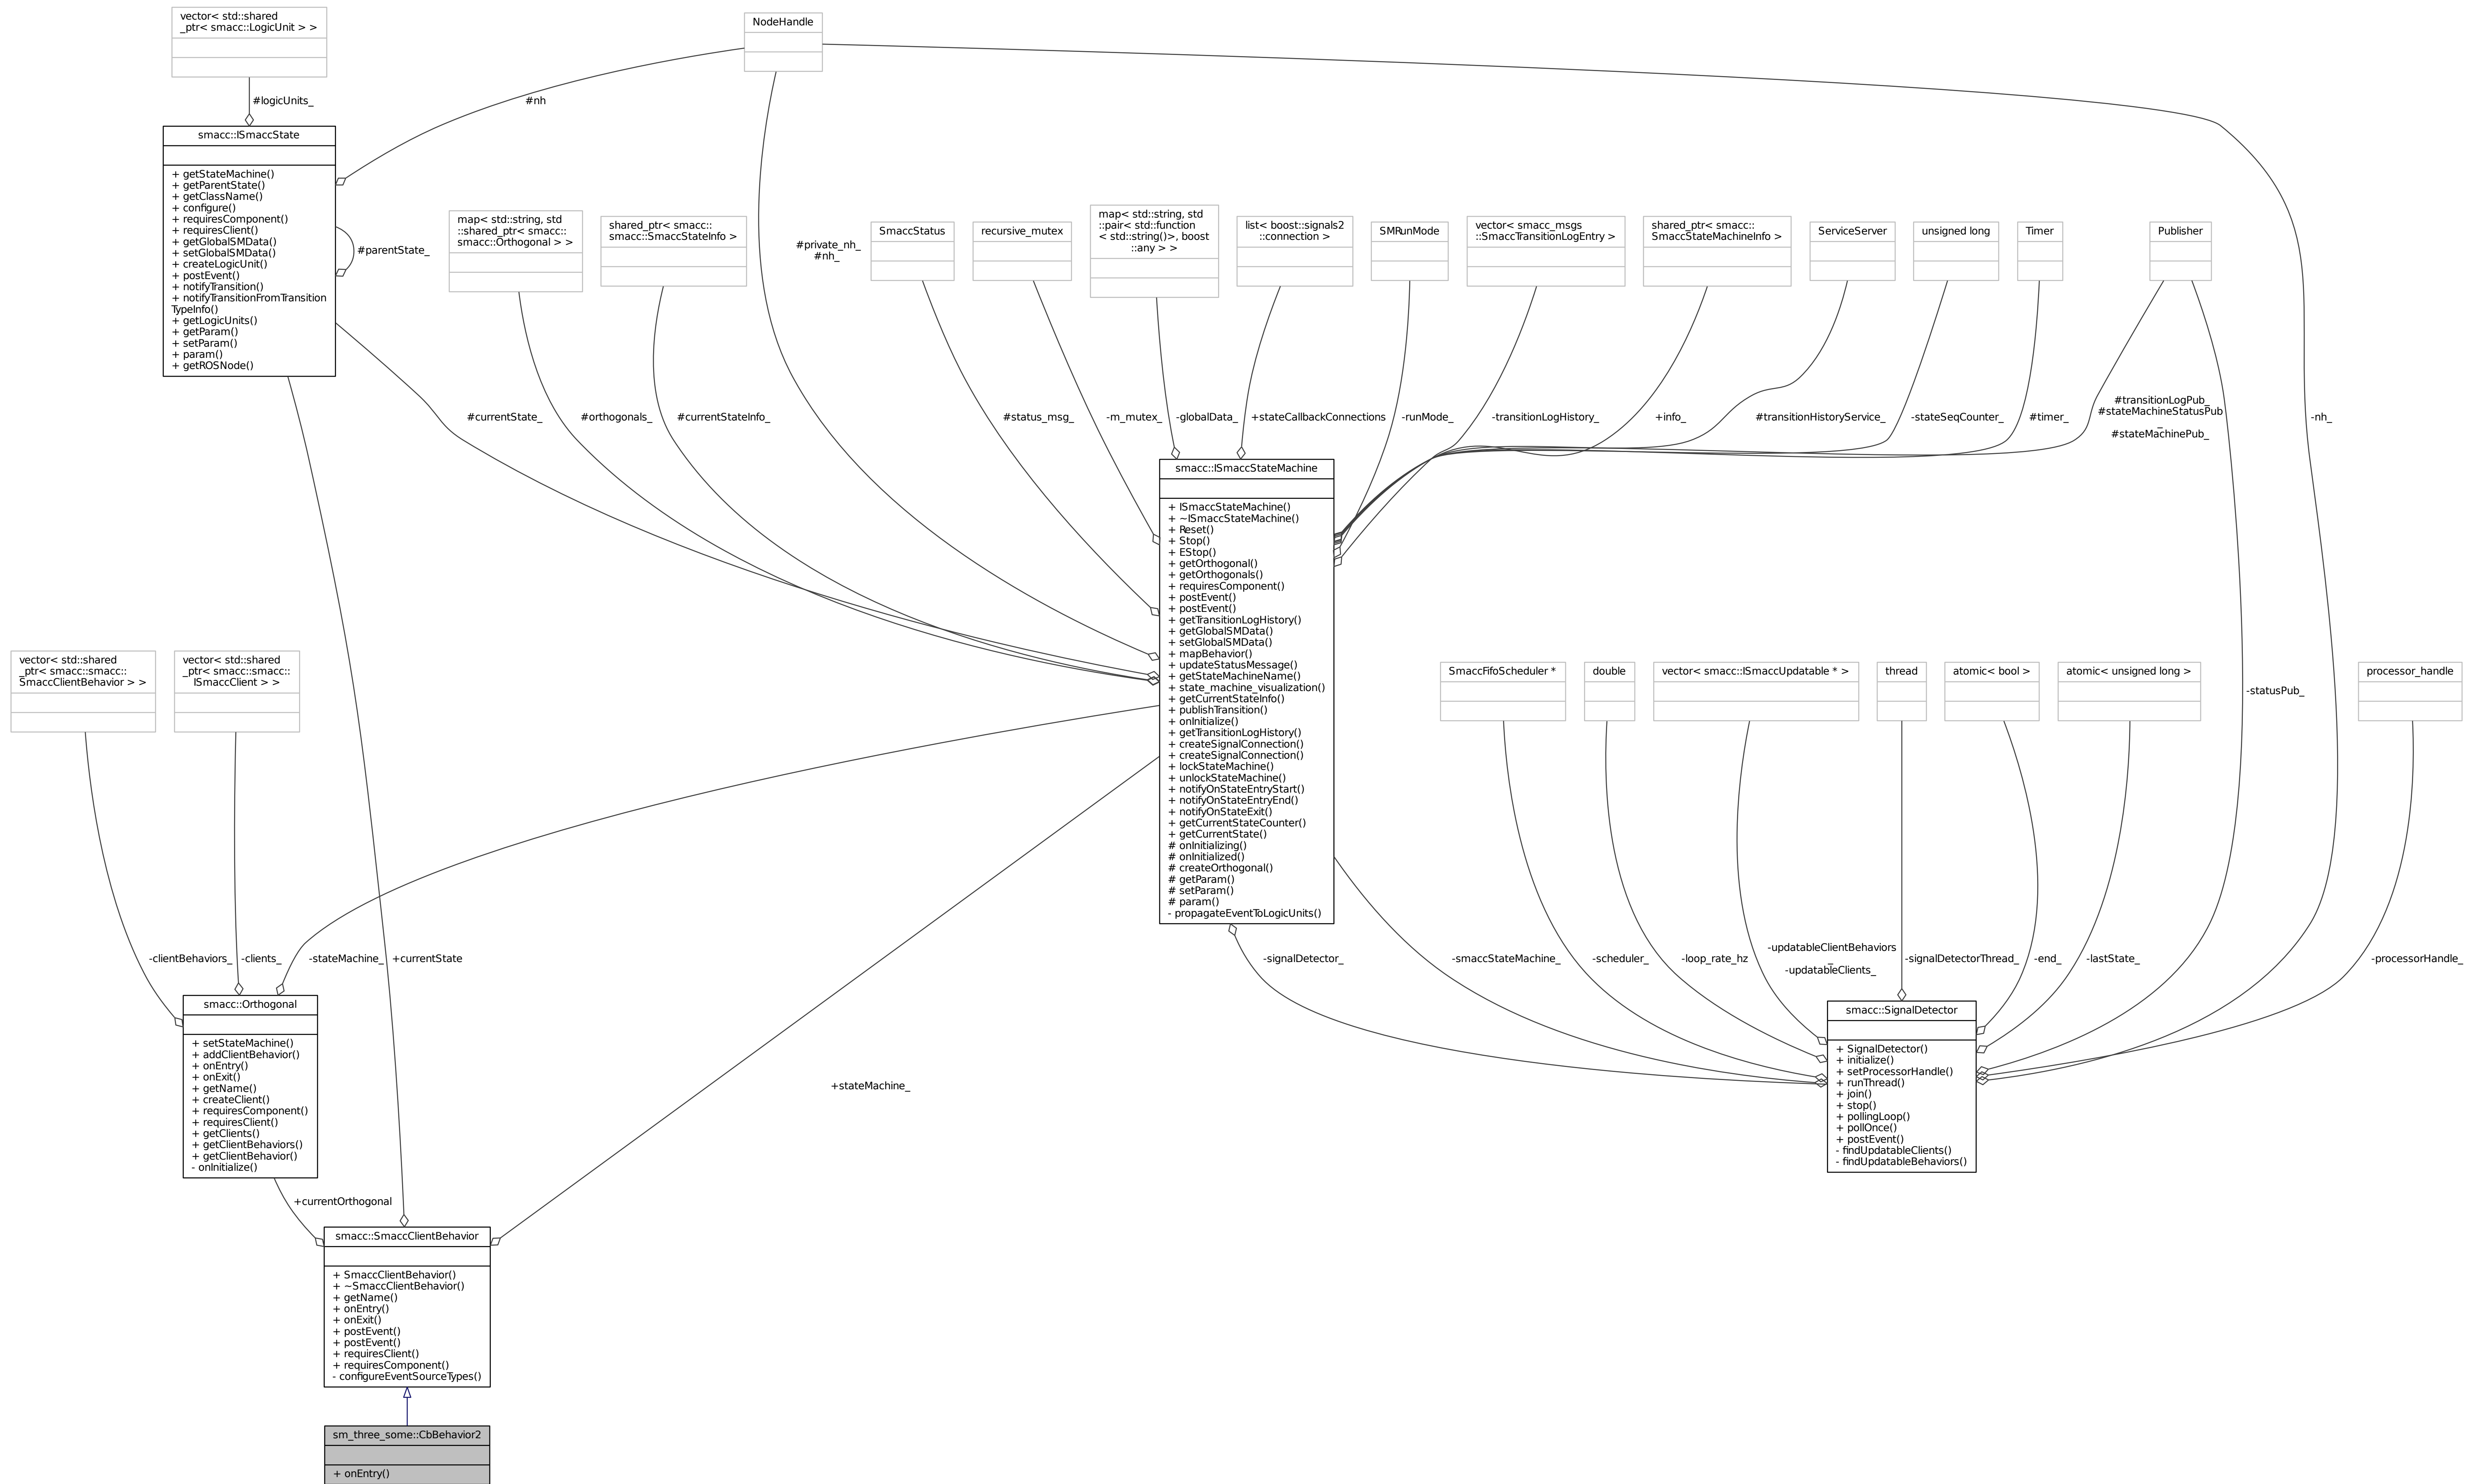 vector< std::shared
_ptr< smacc::LogicUnit > >
NodeHandle
#logicUnits_
#nh
smacc::ISmaccState
+ getStateMachine()
+ getParentState()
+ getClassName()
+ configure()
+ requiresComponent()
+ requiresClient()
+ getGlobalSMData()
+ setGlobalSMData()
+ createLogicUnit()
+ postEvent()
+ notifyTransition()
+ notifyTransitionFromTransition
TypeInfo()
+ getLogicUnits()
+ getParam()
+ setParam()
+ param()
+ getROSNode()
#parentState_
map< std::string, std
::shared_ptr< smacc::
smacc::Orthogonal > >
shared_ptr< smacc::
smacc::SmaccStateInfo >
#private_nh_
#nh_
SmaccStatus
recursive_mutex
map< std::string, std
::pair< std::function
< std::string()>, boost
::any > >
list< boost::signals2
::connection >
SMRunMode
vector< smacc_msgs
::SmaccTransitionLogEntry >
shared_ptr< smacc::
SmaccStateMachineInfo >
ServiceServer
unsigned long
Timer
Publisher
#currentState_
#orthogonals_
#currentStateInfo_
#status_msg_
-m_mutex_
-globalData_
+stateCallbackConnections
-runMode_
-transitionLogHistory_
+info_
#transitionHistoryService_
-stateSeqCounter_
#timer_
#transitionLogPub_
#stateMachineStatusPub
_
#stateMachinePub_
-nh_
smacc::ISmaccStateMachine
+ ISmaccStateMachine()
+ ~ISmaccStateMachine()
+ Reset()
+ Stop()
+ EStop()
+ getOrthogonal()
+ getOrthogonals()
+ requiresComponent()
+ postEvent()
+ postEvent()
+ getTransitionLogHistory()
+ getGlobalSMData()
+ setGlobalSMData()
+ mapBehavior()
+ updateStatusMessage()
+ getStateMachineName()
+ state_machine_visualization()
+ getCurrentStateInfo()
+ publishTransition()
+ onInitialize()
+ getTransitionLogHistory()
+ createSignalConnection()
+ createSignalConnection()
+ lockStateMachine()
+ unlockStateMachine()
+ notifyOnStateEntryStart()
+ notifyOnStateEntryEnd()
+ notifyOnStateExit()
+ getCurrentStateCounter()
+ getCurrentState()
# onInitializing()
# onInitialized()
# createOrthogonal()
# getParam()
# setParam()
# param()
- propagateEventToLogicUnits()
vector< std::shared
_ptr< smacc::smacc::
SmaccClientBehavior > >
vector< std::shared
_ptr< smacc::smacc::
ISmaccClient > >
SmaccFifoScheduler *
double
vector< smacc::ISmaccUpdatable * >
thread
atomic< bool >
atomic< unsigned long >
-statusPub_
processor_handle
-clientBehaviors_
-clients_
-stateMachine_
+currentState
-signalDetector_
-smaccStateMachine_
-scheduler_
-loop_rate_hz
-updatableClientBehaviors
_
-updatableClients_
-signalDetectorThread_
-end_
-lastState_
-processorHandle_
smacc::Orthogonal
+ setStateMachine()
+ addClientBehavior()
+ onEntry()
+ onExit()
+ getName()
+ createClient()
+ requiresComponent()
+ requiresClient()
+ getClients()
+ getClientBehaviors()
+ getClientBehavior()
- onInitialize()
smacc::SignalDetector
+ SignalDetector()
+ initialize()
+ setProcessorHandle()
+ runThread()
+ join()
+ stop()
+ pollingLoop()
+ pollOnce()
+ postEvent()
- findUpdatableClients()
- findUpdatableBehaviors()
+stateMachine_
+currentOrthogonal
smacc::SmaccClientBehavior
+ SmaccClientBehavior()
+ ~SmaccClientBehavior()
+ getName()
+ onEntry()
+ onExit()
+ postEvent()
+ postEvent()
+ requiresClient()
+ requiresComponent()
- configureEventSourceTypes()
sm_three_some::CbBehavior2
+ onEntry()